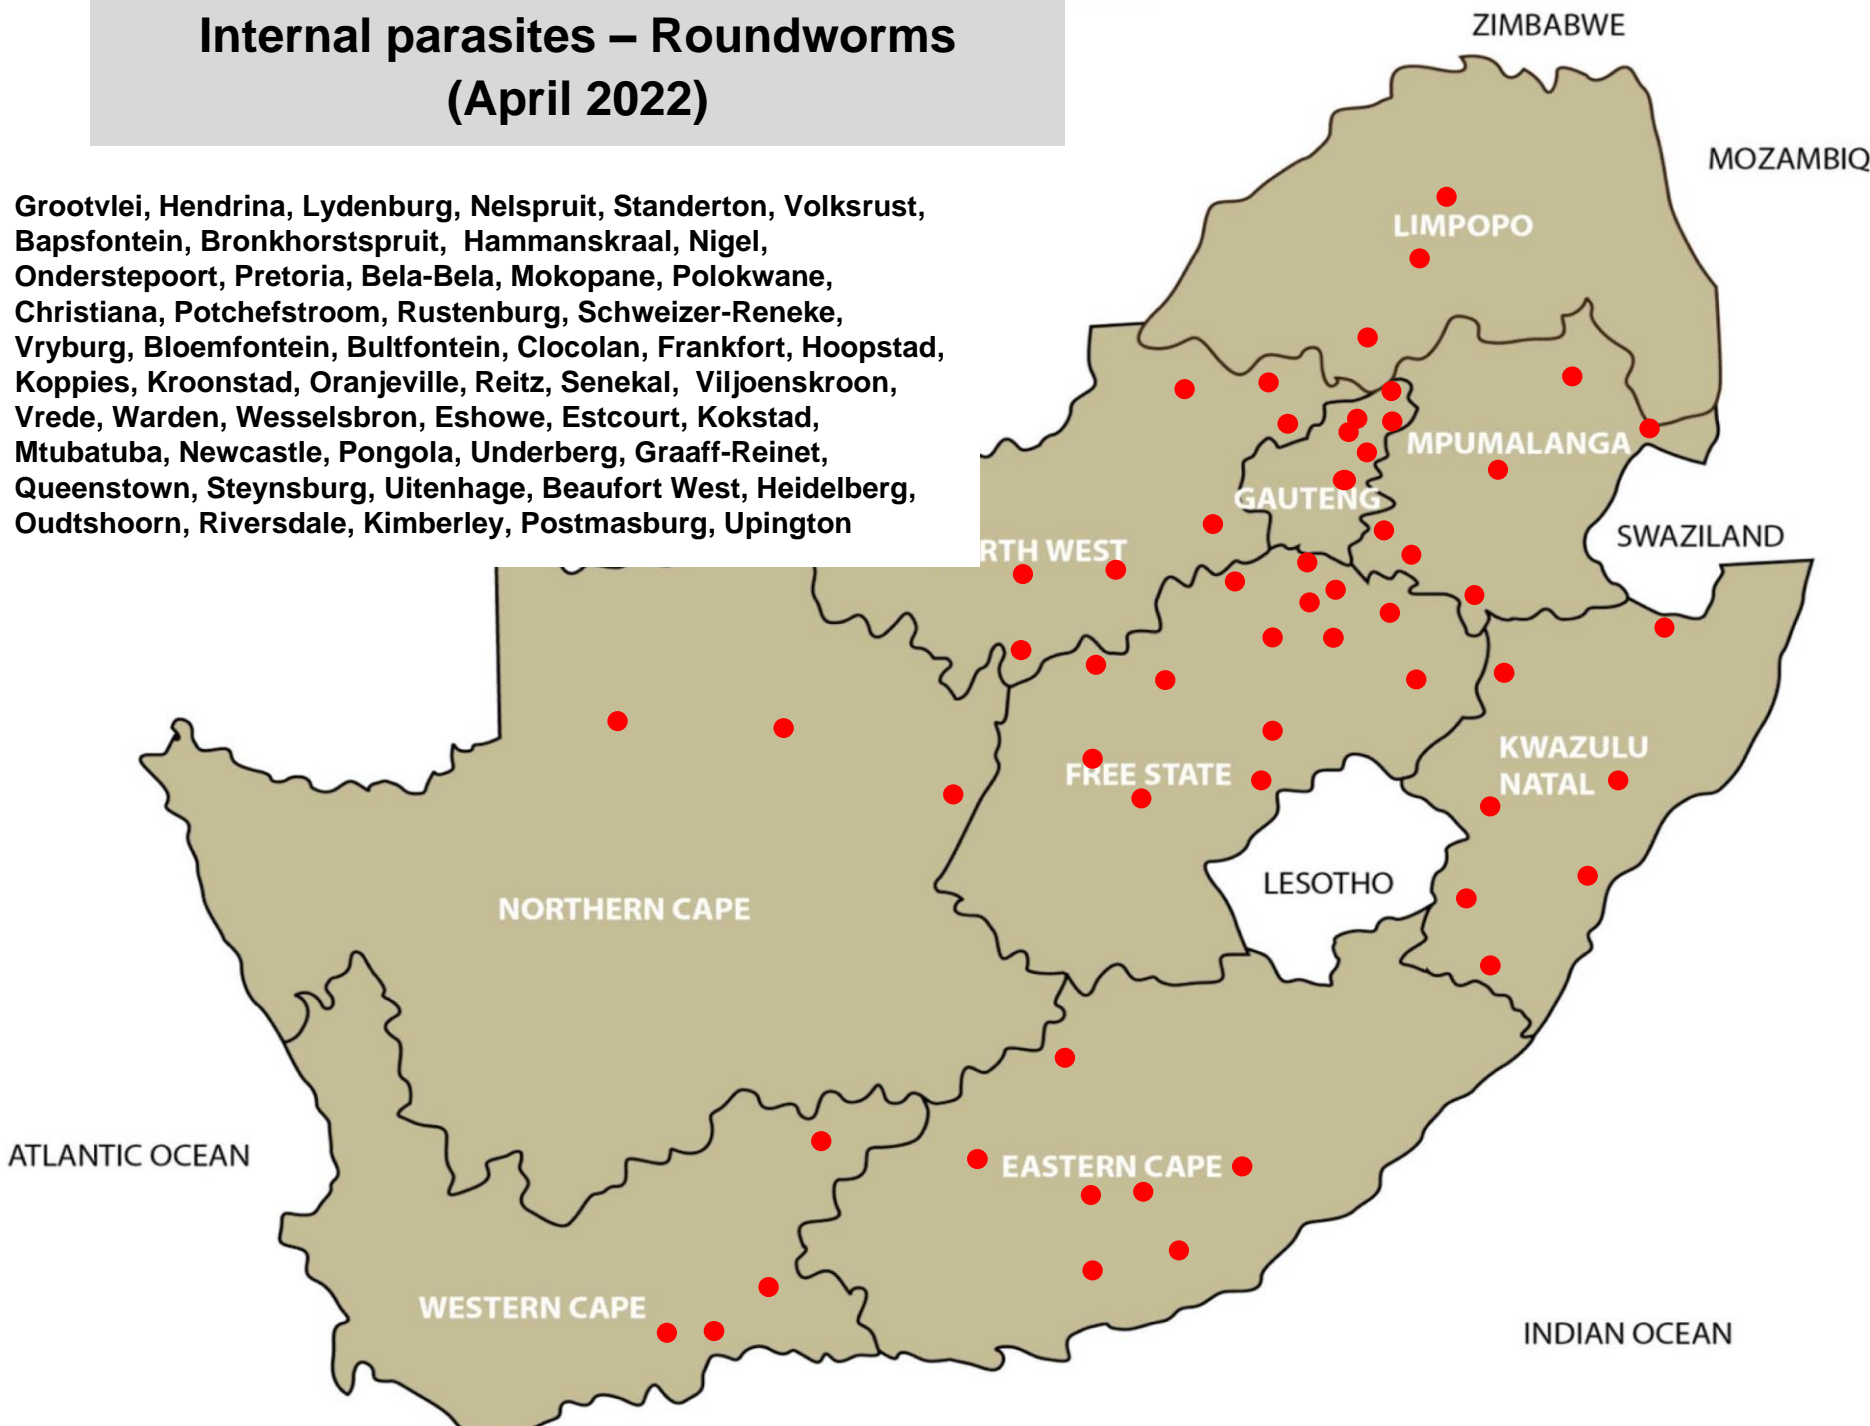 Internal parasites – Roundworms
(April 2022)
Grootvlei, Hendrina, Lydenburg, Nelspruit, Standerton, Volksrust,
Bapsfontein, Bronkhorstspruit, Hammanskraal, Nigel,
Onderstepoort, Pretoria, Bela-Bela, Mokopane, Polokwane,
Christiana, Potchefstroom, Rustenburg, Schweizer-Reneke,
Vryburg, Bloemfontein, Bultfontein, Clocolan, Frankfort, Hoopstad,
Koppies, Kroonstad, Oranjeville, Reitz, Senekal, Viljoenskroon,
Vrede, Warden, Wesselsbron, Eshowe, Estcourt, Kokstad,
Mtubatuba, Newcastle, Pongola, Underberg, Graaff-Reinet,
Queenstown, Steynsburg, Uitenhage, Beaufort West, Heidelberg,
Oudtshoorn, Riversdale, Kimberley, Postmasburg, Upington
ZIMBABWE
MOZAMBIQ
LIMPOPO
MPUMALANGA
GAUTENG
SWAZILAND
RTH WEST
KWAZULU
NATAL
FREE STATE
LESOTHO
NORTHERN CAPE
ATLANTIC OCEAN
EASTERN CAPE
WESTERN CAPE
INDIAN OCEAN